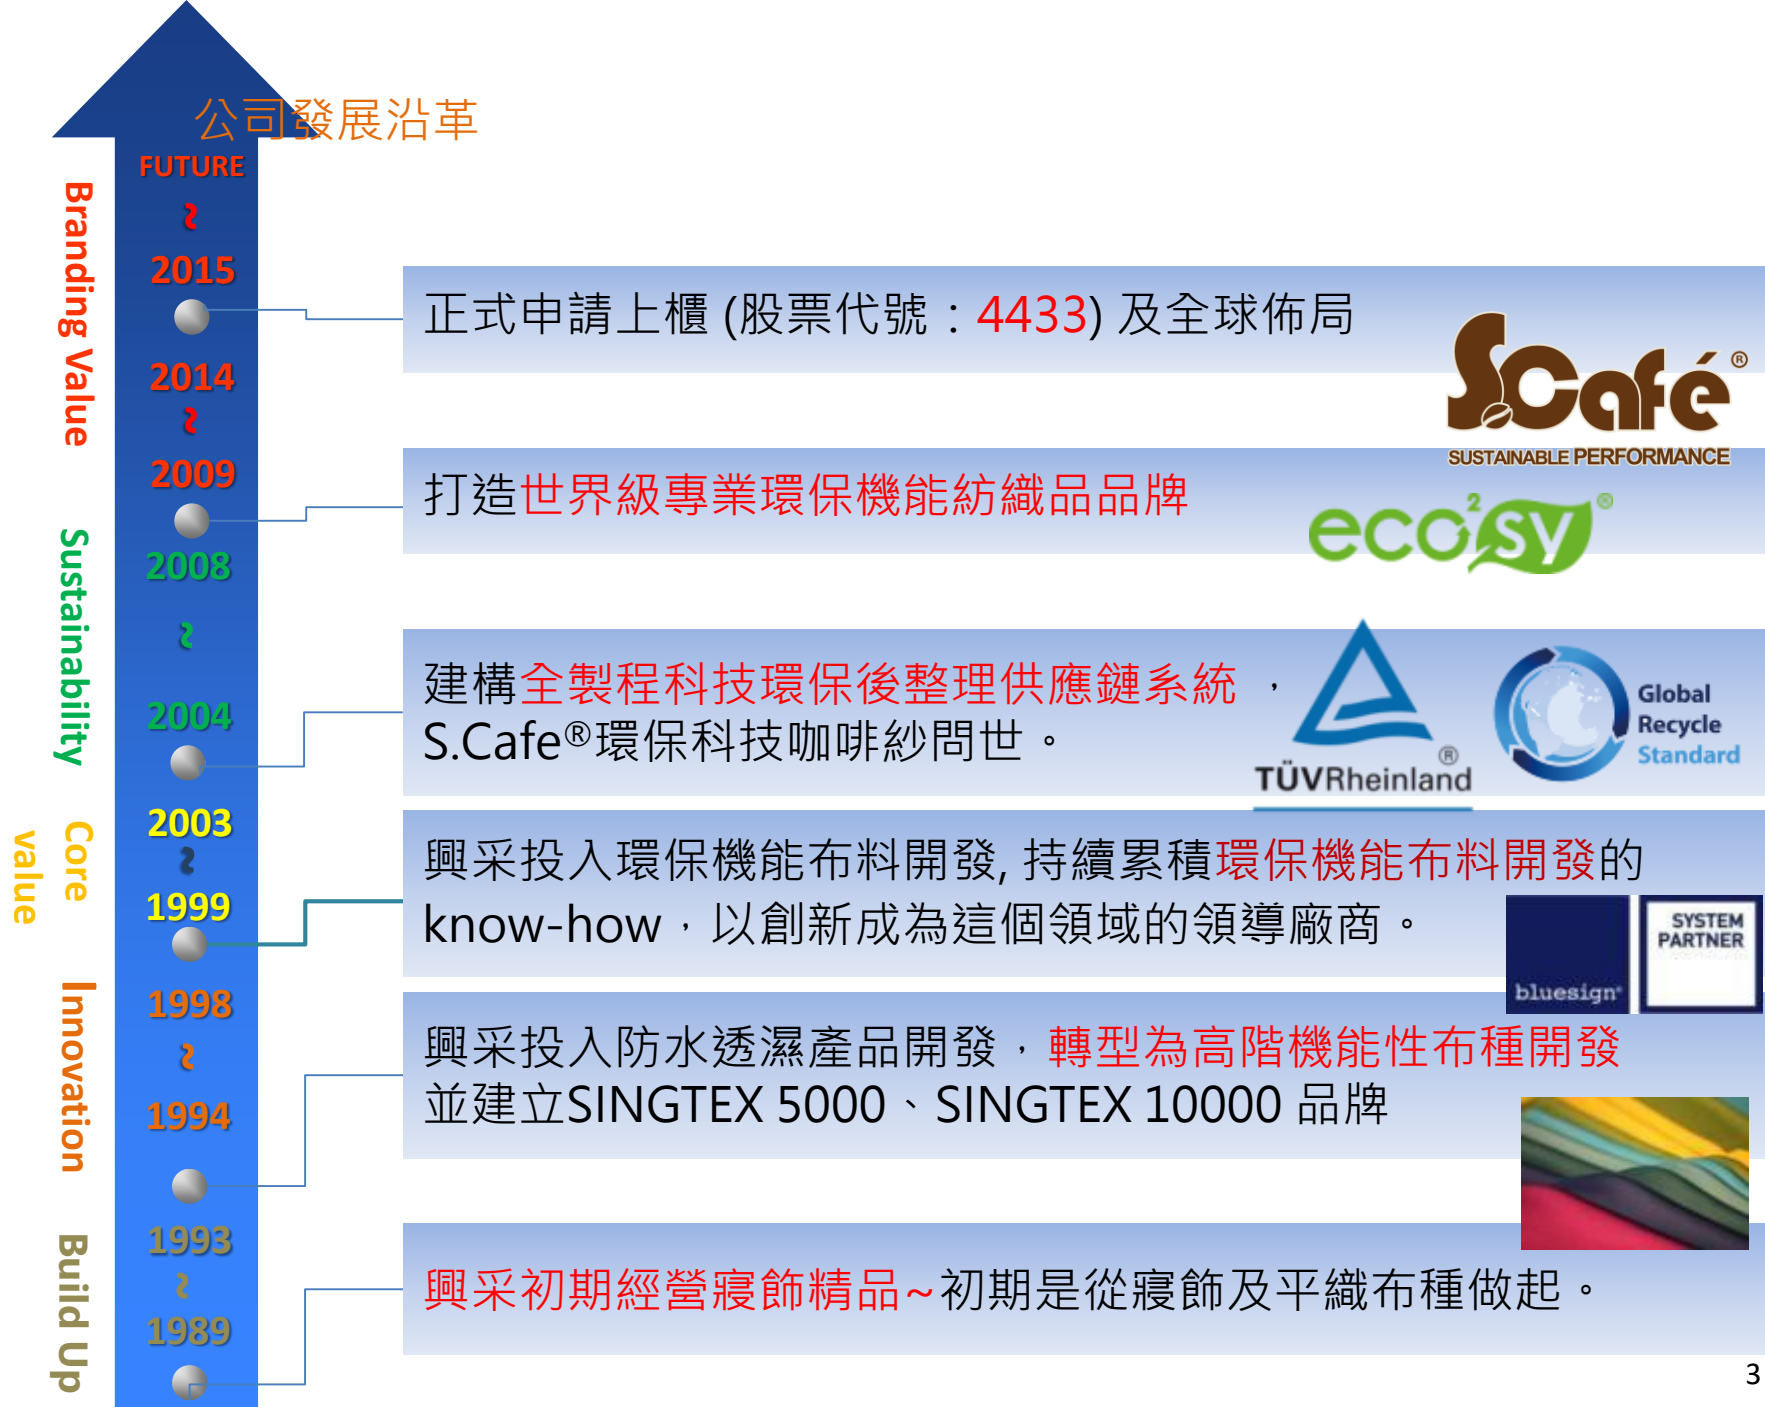 公司發展沿革
FUTURE
~
2015
正式申請上櫃 (股票代號：4433) 及全球佈局
2014
~
2009
Branding Value
S.Café®
SUSTAINABLE PERFORMANCE
打造世界級專業環保機能紡織品品牌
eco2sy®
2008
~
2004
Sustainability
建構全製程科技環保後整理供應鏈系統，
S.Cafe®環保科技咖啡紗問世。
®
TÜVRheinland
Global
Recycle
Standard
2003
~
1999
Core
value
興采投入環保機能布料開發, 持續累積環保機能布料開發的
know-how，以創新成為這個領域的領導廠商。
bluesign®
SYSTEM
PARTNER
1998
~
1994
Innovation
興采投入防水透濕產品開發，轉型為高階機能性布種開發
並建立SINGTEX 5000、SINGTEX 10000 品牌
1993
~
1989
Build Up
興采初期經營寢飾精品~初期是從寢飾及平織布種做起。
3